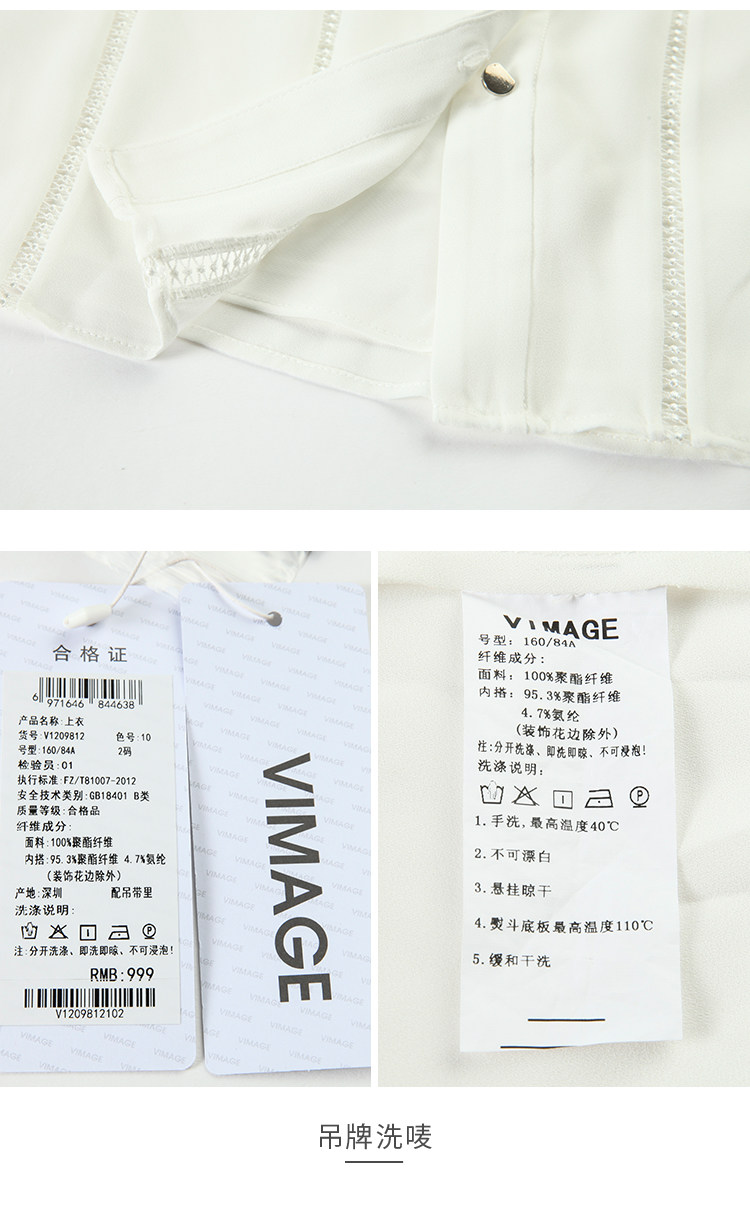 合格证
6 971646 844638
产品名称:上衣
货号:V1209812 色号:10
号型:160/84A 2码
检验员:01
执行标准:FZ/T81007-2012
安全技术类别:GB18401 B类
质量等级:合格品
纤维成分:
面料:100%聚酯纤维
内搭:95.3%聚酯纤维 4.7%氨纶
(装饰花边除外)
产地:深圳 配吊带里
洗涤说明:
注:分开洗涤、即洗即晾、不可浸泡!
RMB:999
V1209812102
VIMAGE
VIMAGE
号型: 160/84A
纤维成分:
面料: 100%聚酯纤维
内搭: 95.3%聚酯纤维
4.7%氨纶
(装饰花边除外)
注:分开洗涤、即洗即晾、不可浸泡!
洗涤说明:
1.手洗,最高温度40℃
2.不可漂白
3.悬挂晾干
4.熨斗底板最高温度110℃
5.缓和干洗
吊牌洗唛